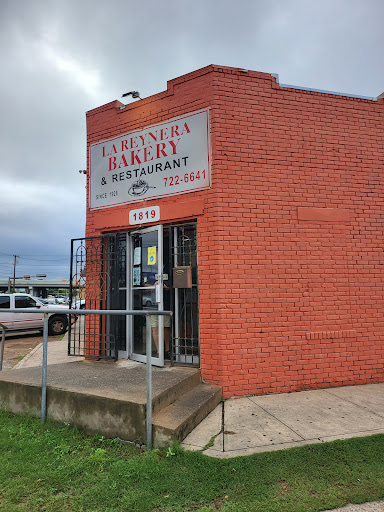 LA REYNERA
BAKERY
& RESTAURANT
SINCE 1928
722-6641
1819